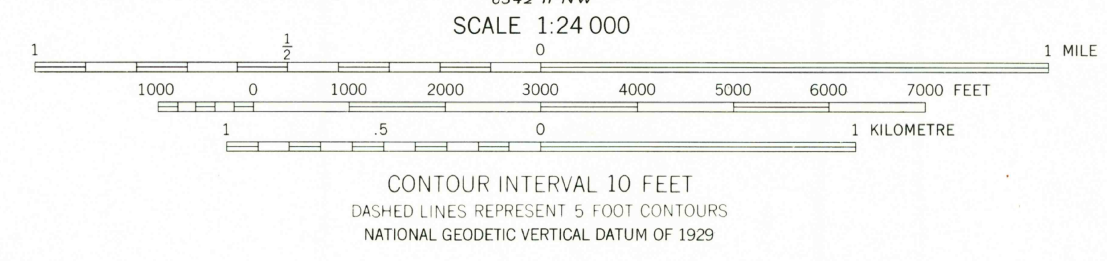 SCALE 1:24 000
1 1/2 0 1 MILE
1000 0 1000 2000 3000 4000 5000 6000 7000 FEET
1 .5 0 1 KILOMETRE
CONTOUR INTERVAL 10 FEET
DASHED LINES REPRESENT 5 FOOT CONTOURS
NATIONAL GEODETIC VERTICAL DATUM OF 1929